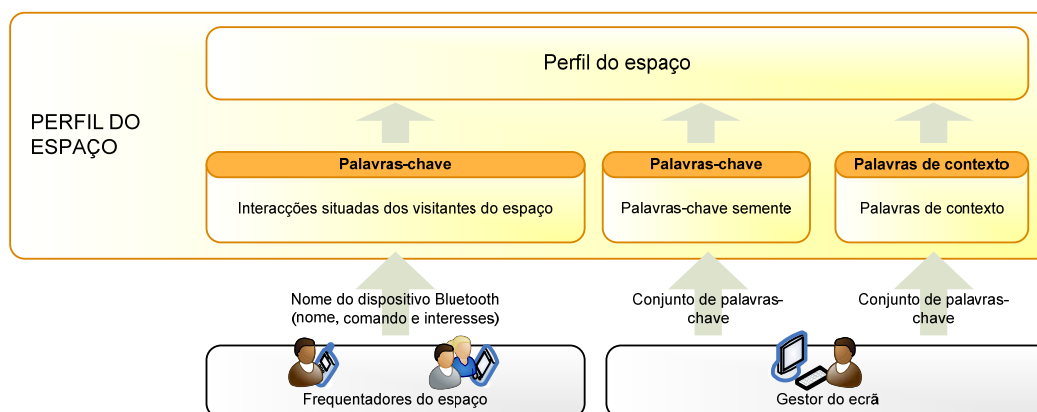 Perfil do espaço
PERFIL DO
ESPAÇO
Palavras-chave
Interacções situadas dos visitantes do espaço
Palavras-chave
Palavras-chave semente
Palavras de contexto
Palavras de contexto
Nome do dispositivo Bluetooth
(nome, comando e interesses)
Conjunto de palavras-
chave
Conjunto de palavras-
chave
Frequentadores do espaço
Gestor do ecrã